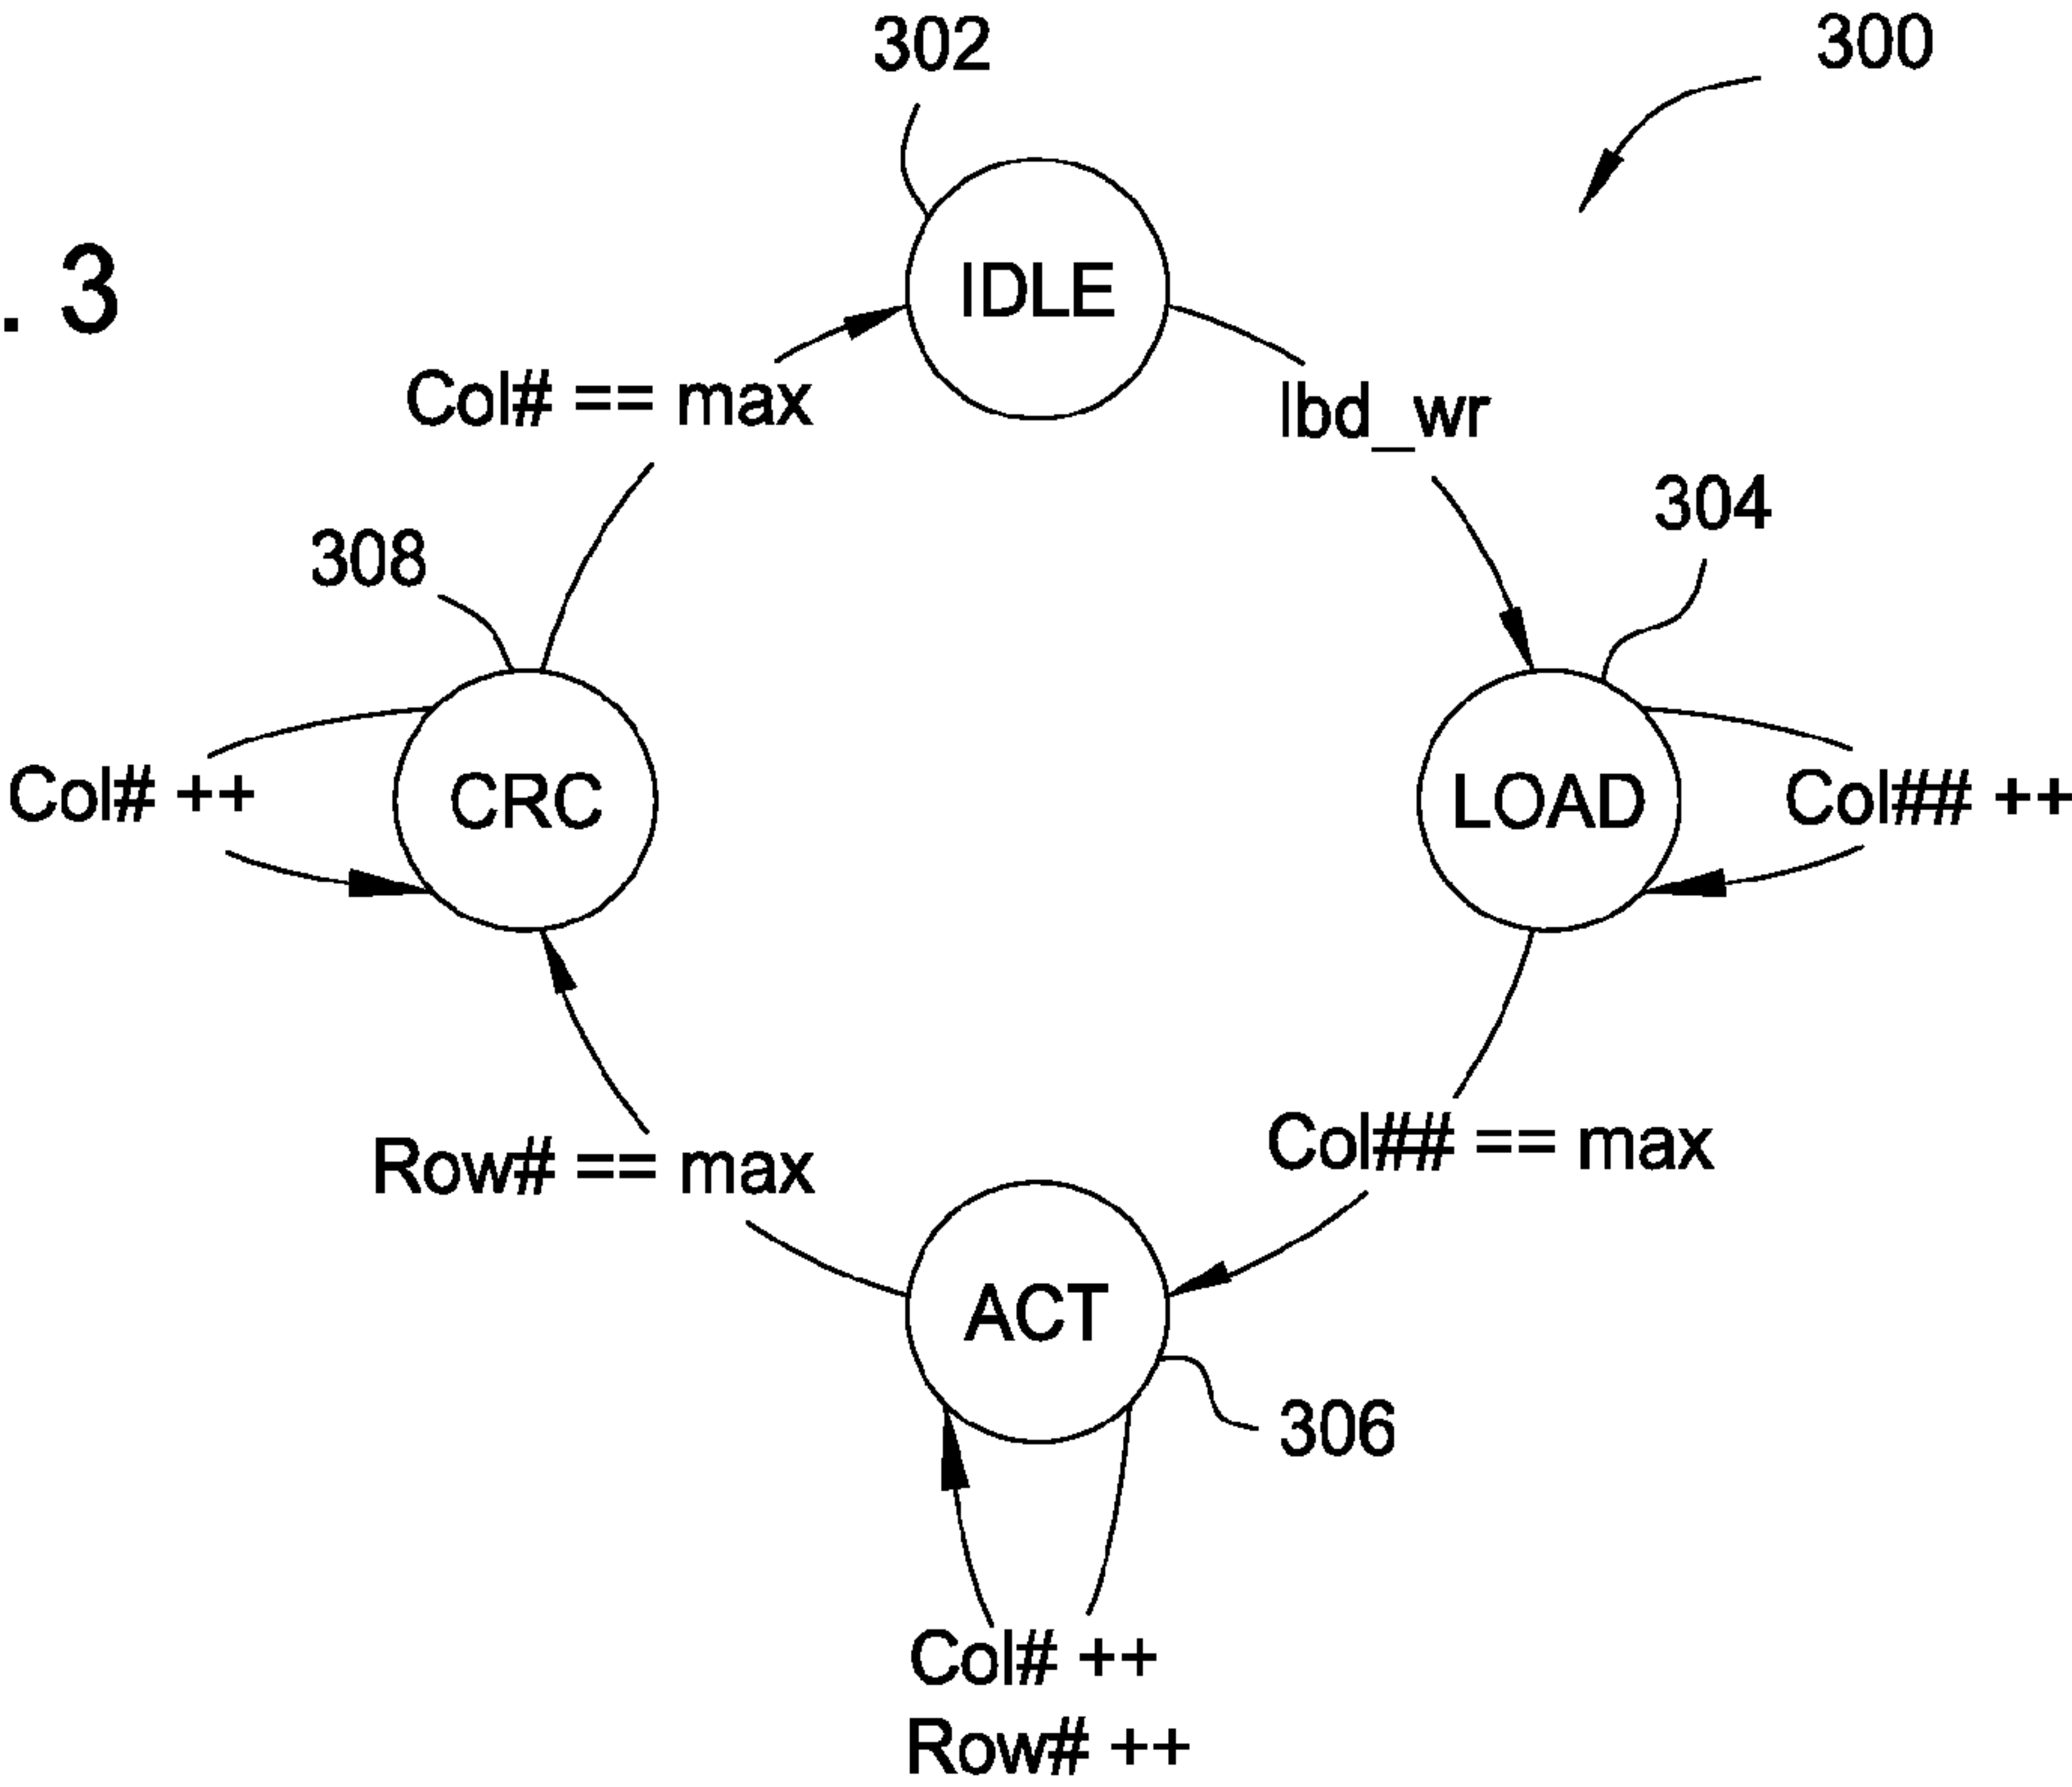 302
300
IDLE
. 3
Col# == max
lbd_wr
304
308
CRC
LOAD
Col# ++
Col## ++
Row# == max
Col## == max
ACT
306
Col# ++
Row# ++